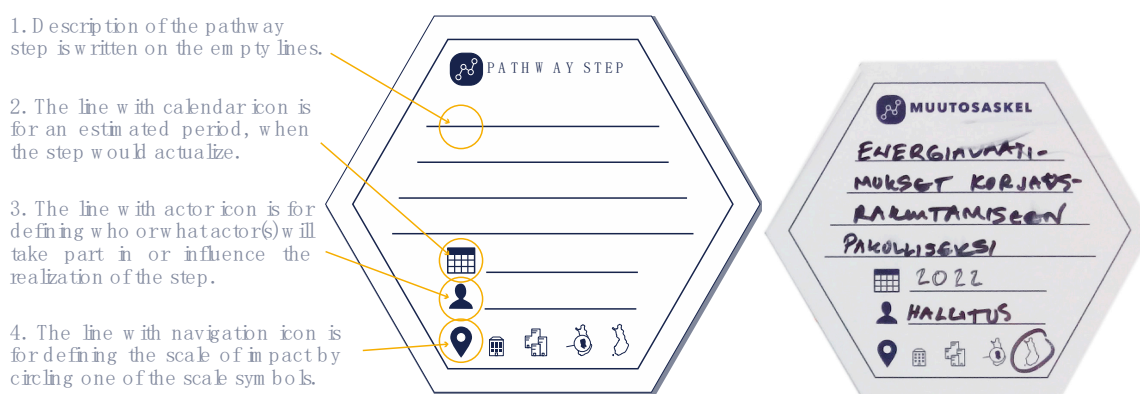 1. Description of the pathway
step is written on the empty lines.
2. The line with calendar icon is
for an estimated period, when
the step would actualize.
3. The line with actor icon is for
defining who or what actor(s) will
take part in or influence the
realization of the step.
4. The line with navigation icon is
for defining the scale of impact by
circling one of the scale symbols.
PATHWAY STEP
MUUTOSASKEL
ENERGIAVAATI-
MUKSET KORJAUS-
RAKENTAMISEEN
PAKOLLISEKSI
2022
HALLITUS